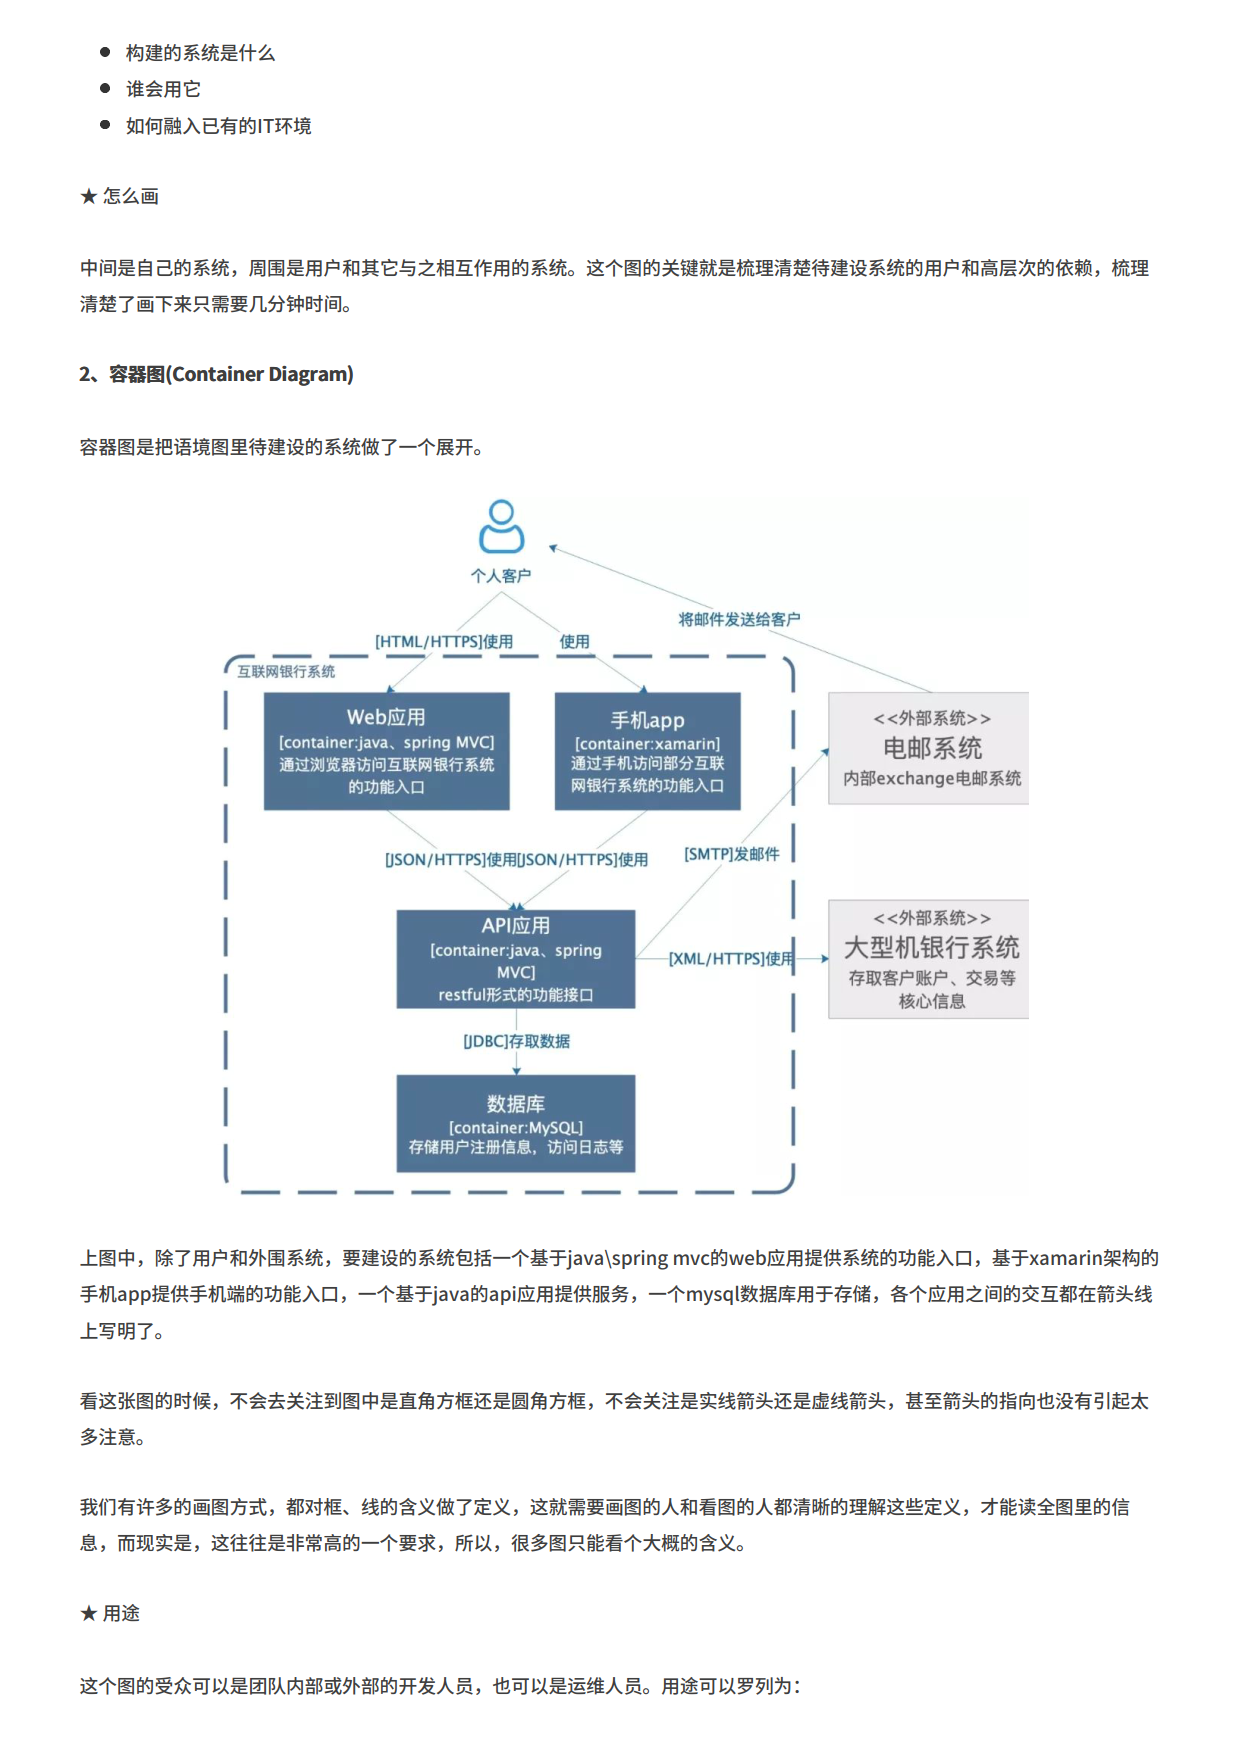 构建的系统是什么
谁会用它
如何融入已有的IT环境
★ 怎么画
中间是自己的系统，周围是用户和其它与之相互作用的系统。这个图的关键就是梳理清楚待建设系统的用户和高层次的依赖，梳理
清楚了画下来只需要几分钟时间。
2、容器图(Container Diagram)
容器图是把语境图里待建设的系统做了一个展开。
个人客户
将邮件发送给客户
[HTML/HTTPS]使用
使用
互联网银行系统
Web应用
[container:java、spring MVC]
通过浏览器访问互联网银行系统
的功能入口
手机app
[container:xamarin]
通过手机访问部分互联
网银行系统的功能入口
<<外部系统>>
电邮系统
内部exchange电邮系统
[JSON/HTTPS]使用
[JSON/HTTPS]使用
[SMTP]发邮件
API应用
[container:java、spring
MVC]
restful形式的功能接口
[XML/HTTPS]使用
<<外部系统>>
大型机银行系统
存取客户账户、交易等
核心信息
[JDBC]存取数据
数据库
[container:MySQL]
存储用户注册信息，访问日志等
上图中，除了用户和外围系统，要建设的系统包括一个基于java\spring mvc的web应用提供系统的功能入口，基于xamarin架构的
手机app提供手机端的功能入口，一个基于java的api应用提供服务，一个mysql数据库用于存储，各个应用之间的交互都在箭头线
上写明了。
看这张图的时候，不会去关注到图中是直角方框还是圆角方框，不会关注是实线箭头还是虚线箭头，甚至箭头的指向也没有引起太
多注意。
我们有许多的画图方式，都对框、线的含义做了定义，这就需要画图的人和看图的人都清晰的理解这些定义，才能读全图里的信
息，而现实是，这往往是非常高的一个要求，所以，很多图只能看个大概的含义。
★ 用途
这个图的受众可以是团队内部或外部的开发人员，也可以是运维人员。用途可以罗列为：